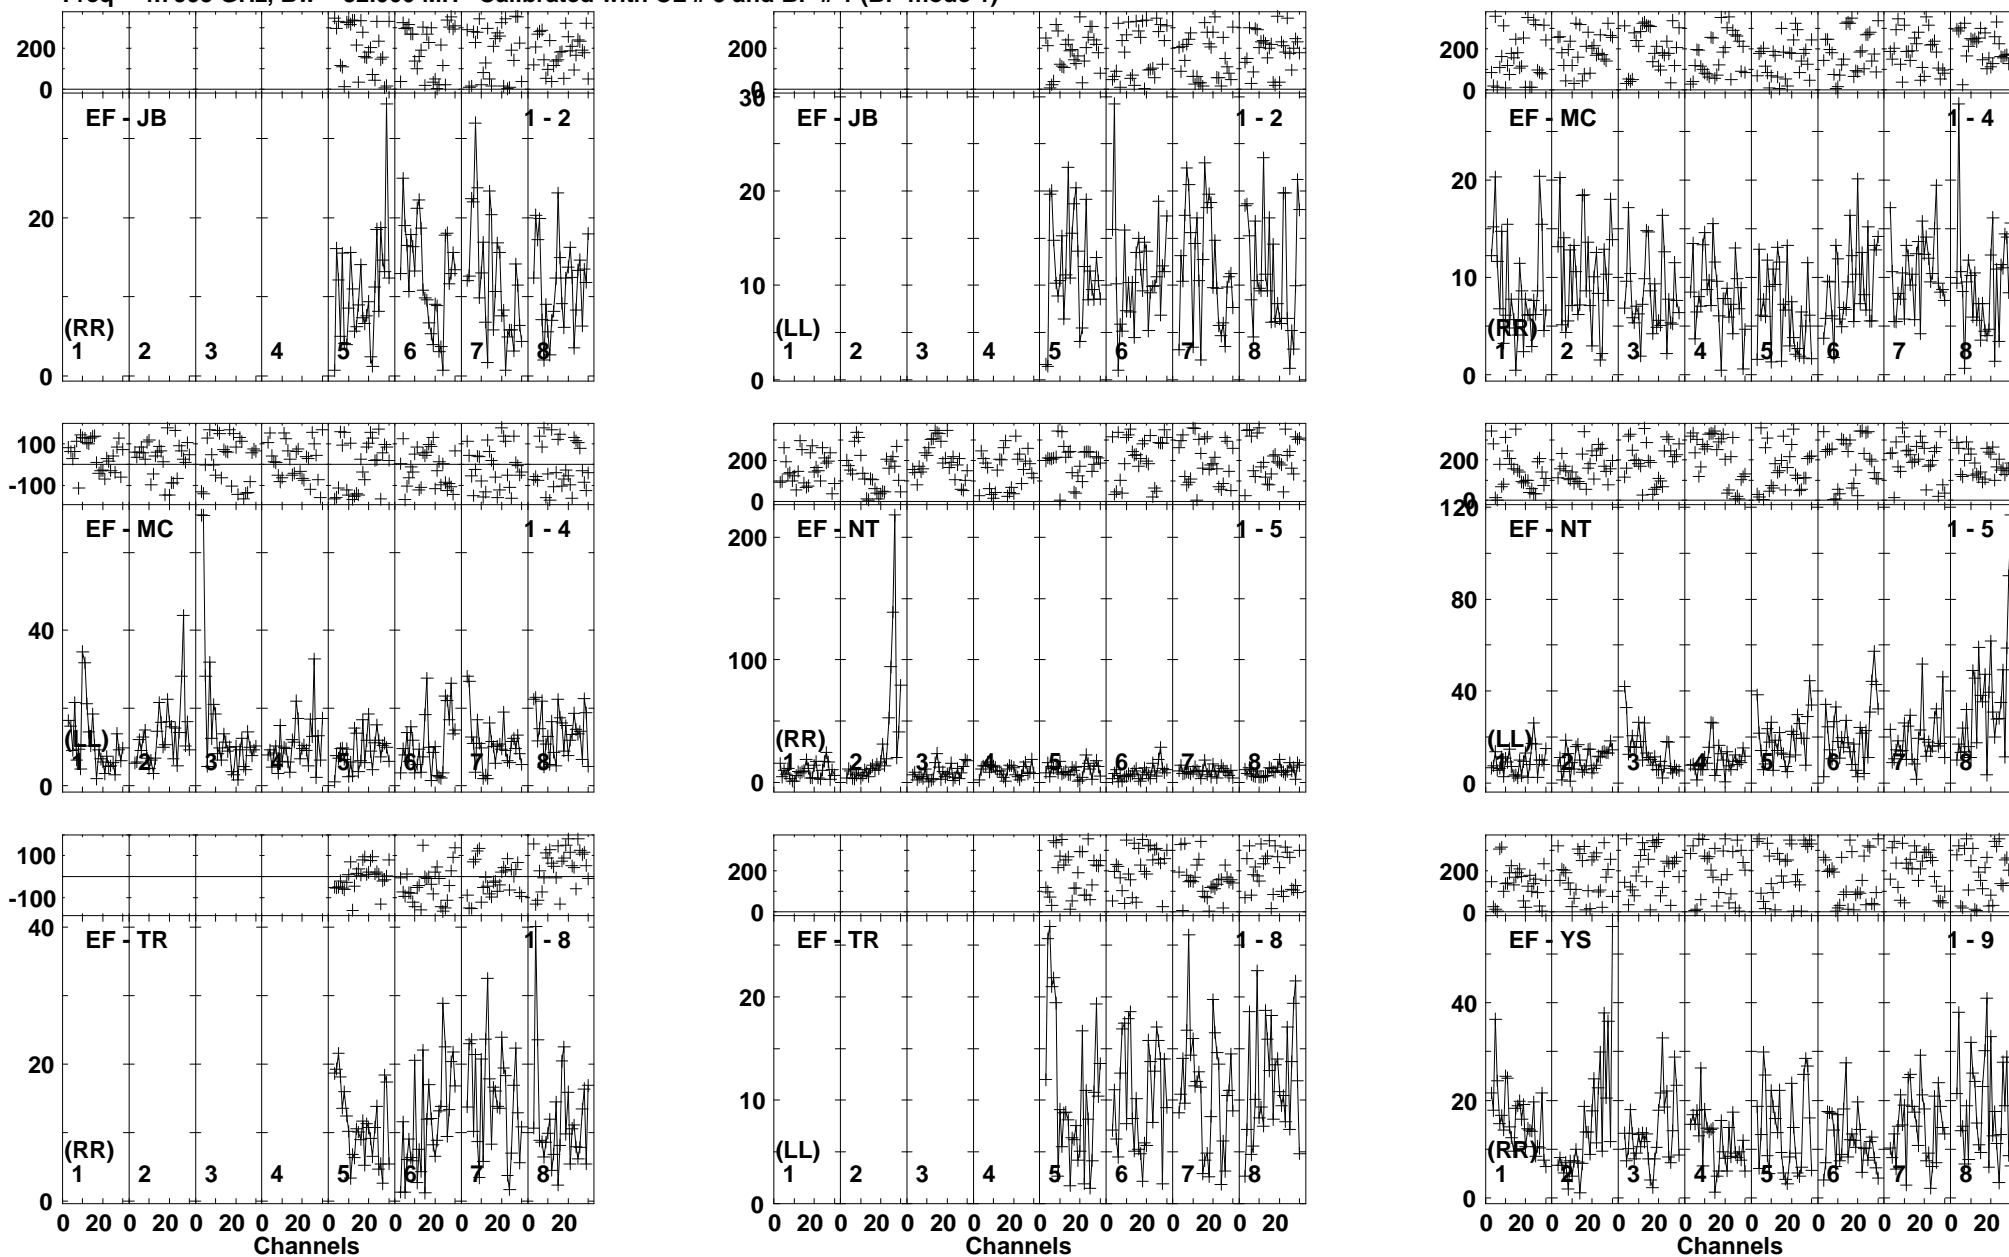 Calibrated with CL # 3 and BP # 1 (BP mode 1)
200 0 200 0 200 0
EF - JB 1 - 2 30 EF - JB 1 - 2 EF - MC 1 - 4
20 20 20
10 10
(RR) (LL) (RR)
1 2 3 4 5 6 7 8 1 2 3 4 5 6 7 8 1 2 3 4 5 6 7 8
0 0 0
100 -100 200 0 200 0
EF - MC 1 - 4 EF - NT 1 - 5 120 EF - NT 1 - 5
200 80
40 100 40
(LL) (RR) (LL)
1 2 3 4 5 6 7 8 1 2 3 4 5 6 7 8 1 2 3 4 5 6 7 8
0 0 0
100 -100 200 0 200 0
40 EF - TR 1 - 8 EF - TR 1 - 8 EF - YS 1 - 9
40
20 20 20
10
(RR) (LL) (RR)
1 2 3 4 5 6 7 8 1 2 3 4 5 6 7 8 1 2 3 4 5 6 7 8
0 0 0
0 20 0 20 0 20 0 20 0 20 0 20 0 20 0 20 0 20 0 20 0 20 0 20 0 20 0 20 0 20 0 20 0 20 0 20 0 20 0 20 0 20 0 20 0 20 0 20
Channels Channels Channels